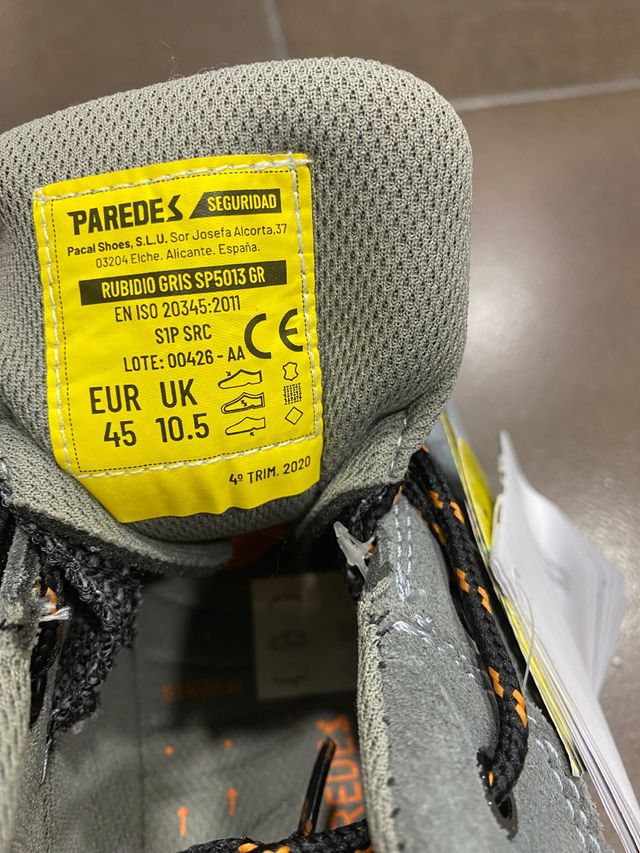 PAREDES SEGURIDAD
Pacal Shoes, S.L.U. Sor Josefa Alcorta,37
03204 Elche. Alicante. España.
RUBIDIO GRIS SP5013 GR
EN ISO 20345:2011
S1P SRC
CE
LOTE: 00426 - AA
EUR UK
45 10.5
4º TRIM. 2020